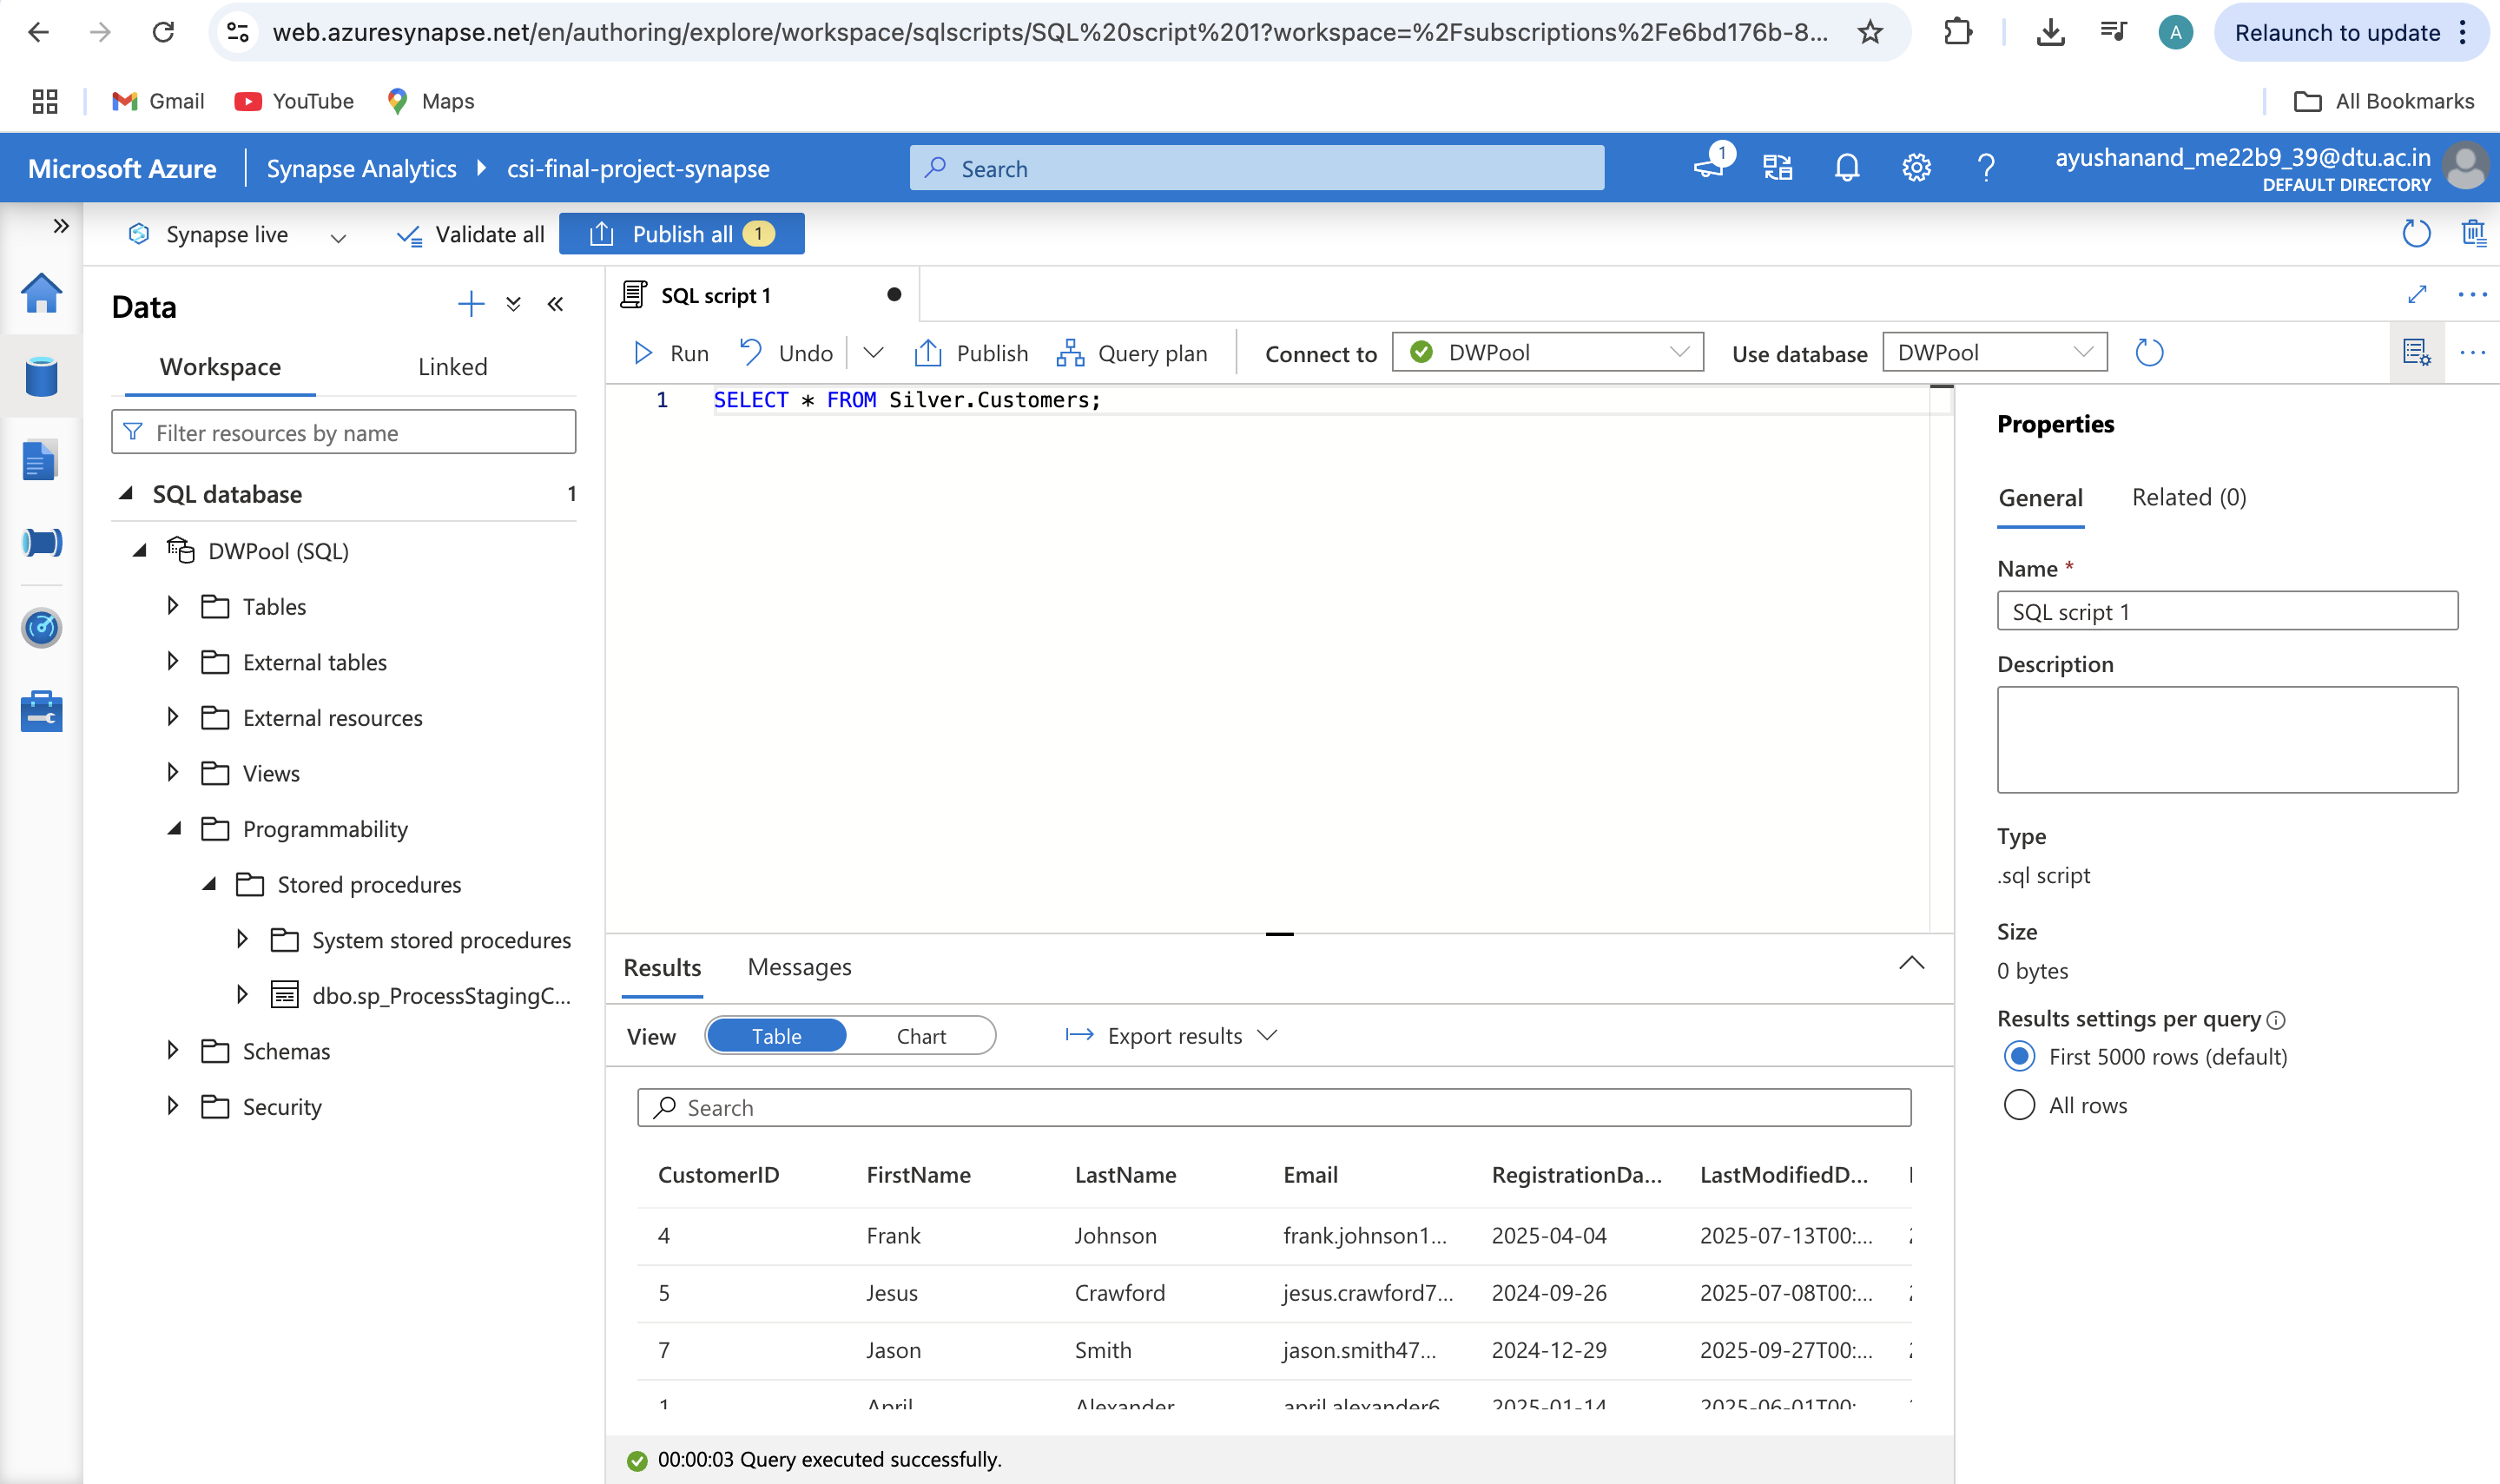 web.azuresynapse.net/en/authoring/explore/workspace/sqlscripts/SQL%20script%201?workspace=%2Fsubscriptions%2Fe6bd176b-8...
A
Relaunch to update
Gmail
YouTube
Maps
All Bookmarks
Microsoft Azure
Synapse Analytics
csi-final-project-synapse
Search
1
ayushanand_me22b9_39@dtu.ac.in
DEFAULT DIRECTORY
Synapse live
Validate all
Publish all 1
Data
Workspace
Linked
Filter resources by name
SQL database 1
DWPool (SQL)
Tables
External tables
External resources
Views
Programmability
Stored procedures
System stored procedures
dbo.sp_ProcessStagingC...
Schemas
Security
SQL script 1
Run
Undo
Publish
Query plan
Connect to
DWPool
Use database
DWPool
1 SELECT * FROM Silver.Customers;
Results
Messages
View
Table
Chart
Export results
Search
CustomerID FirstName LastName Email RegistrationDa... LastModifiedD...
4 Frank Johnson frank.johnson1... 2025-04-04 2025-07-13T00:...
5 Jesus Crawford jesus.crawford7... 2024-09-26 2025-07-08T00:...
7 Jason Smith jason.smith47... 2024-12-29 2025-09-27T00:...
1 April Alexander april.alexander6 2025-01-14 2025-06-01T00:
00:00:03 Query executed successfully.
Properties
General
Related (0)
Name *
SQL script 1
Description
Type
.sql script
Size
0 bytes
Results settings per query
First 5000 rows (default)
All rows